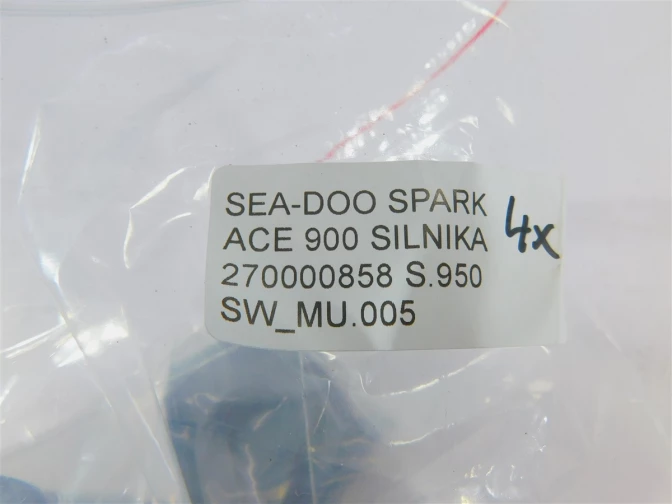 SEA-DOO SPARK
ACE 900 SILNIKA
270000858 S.950
SW_MU.005
4x